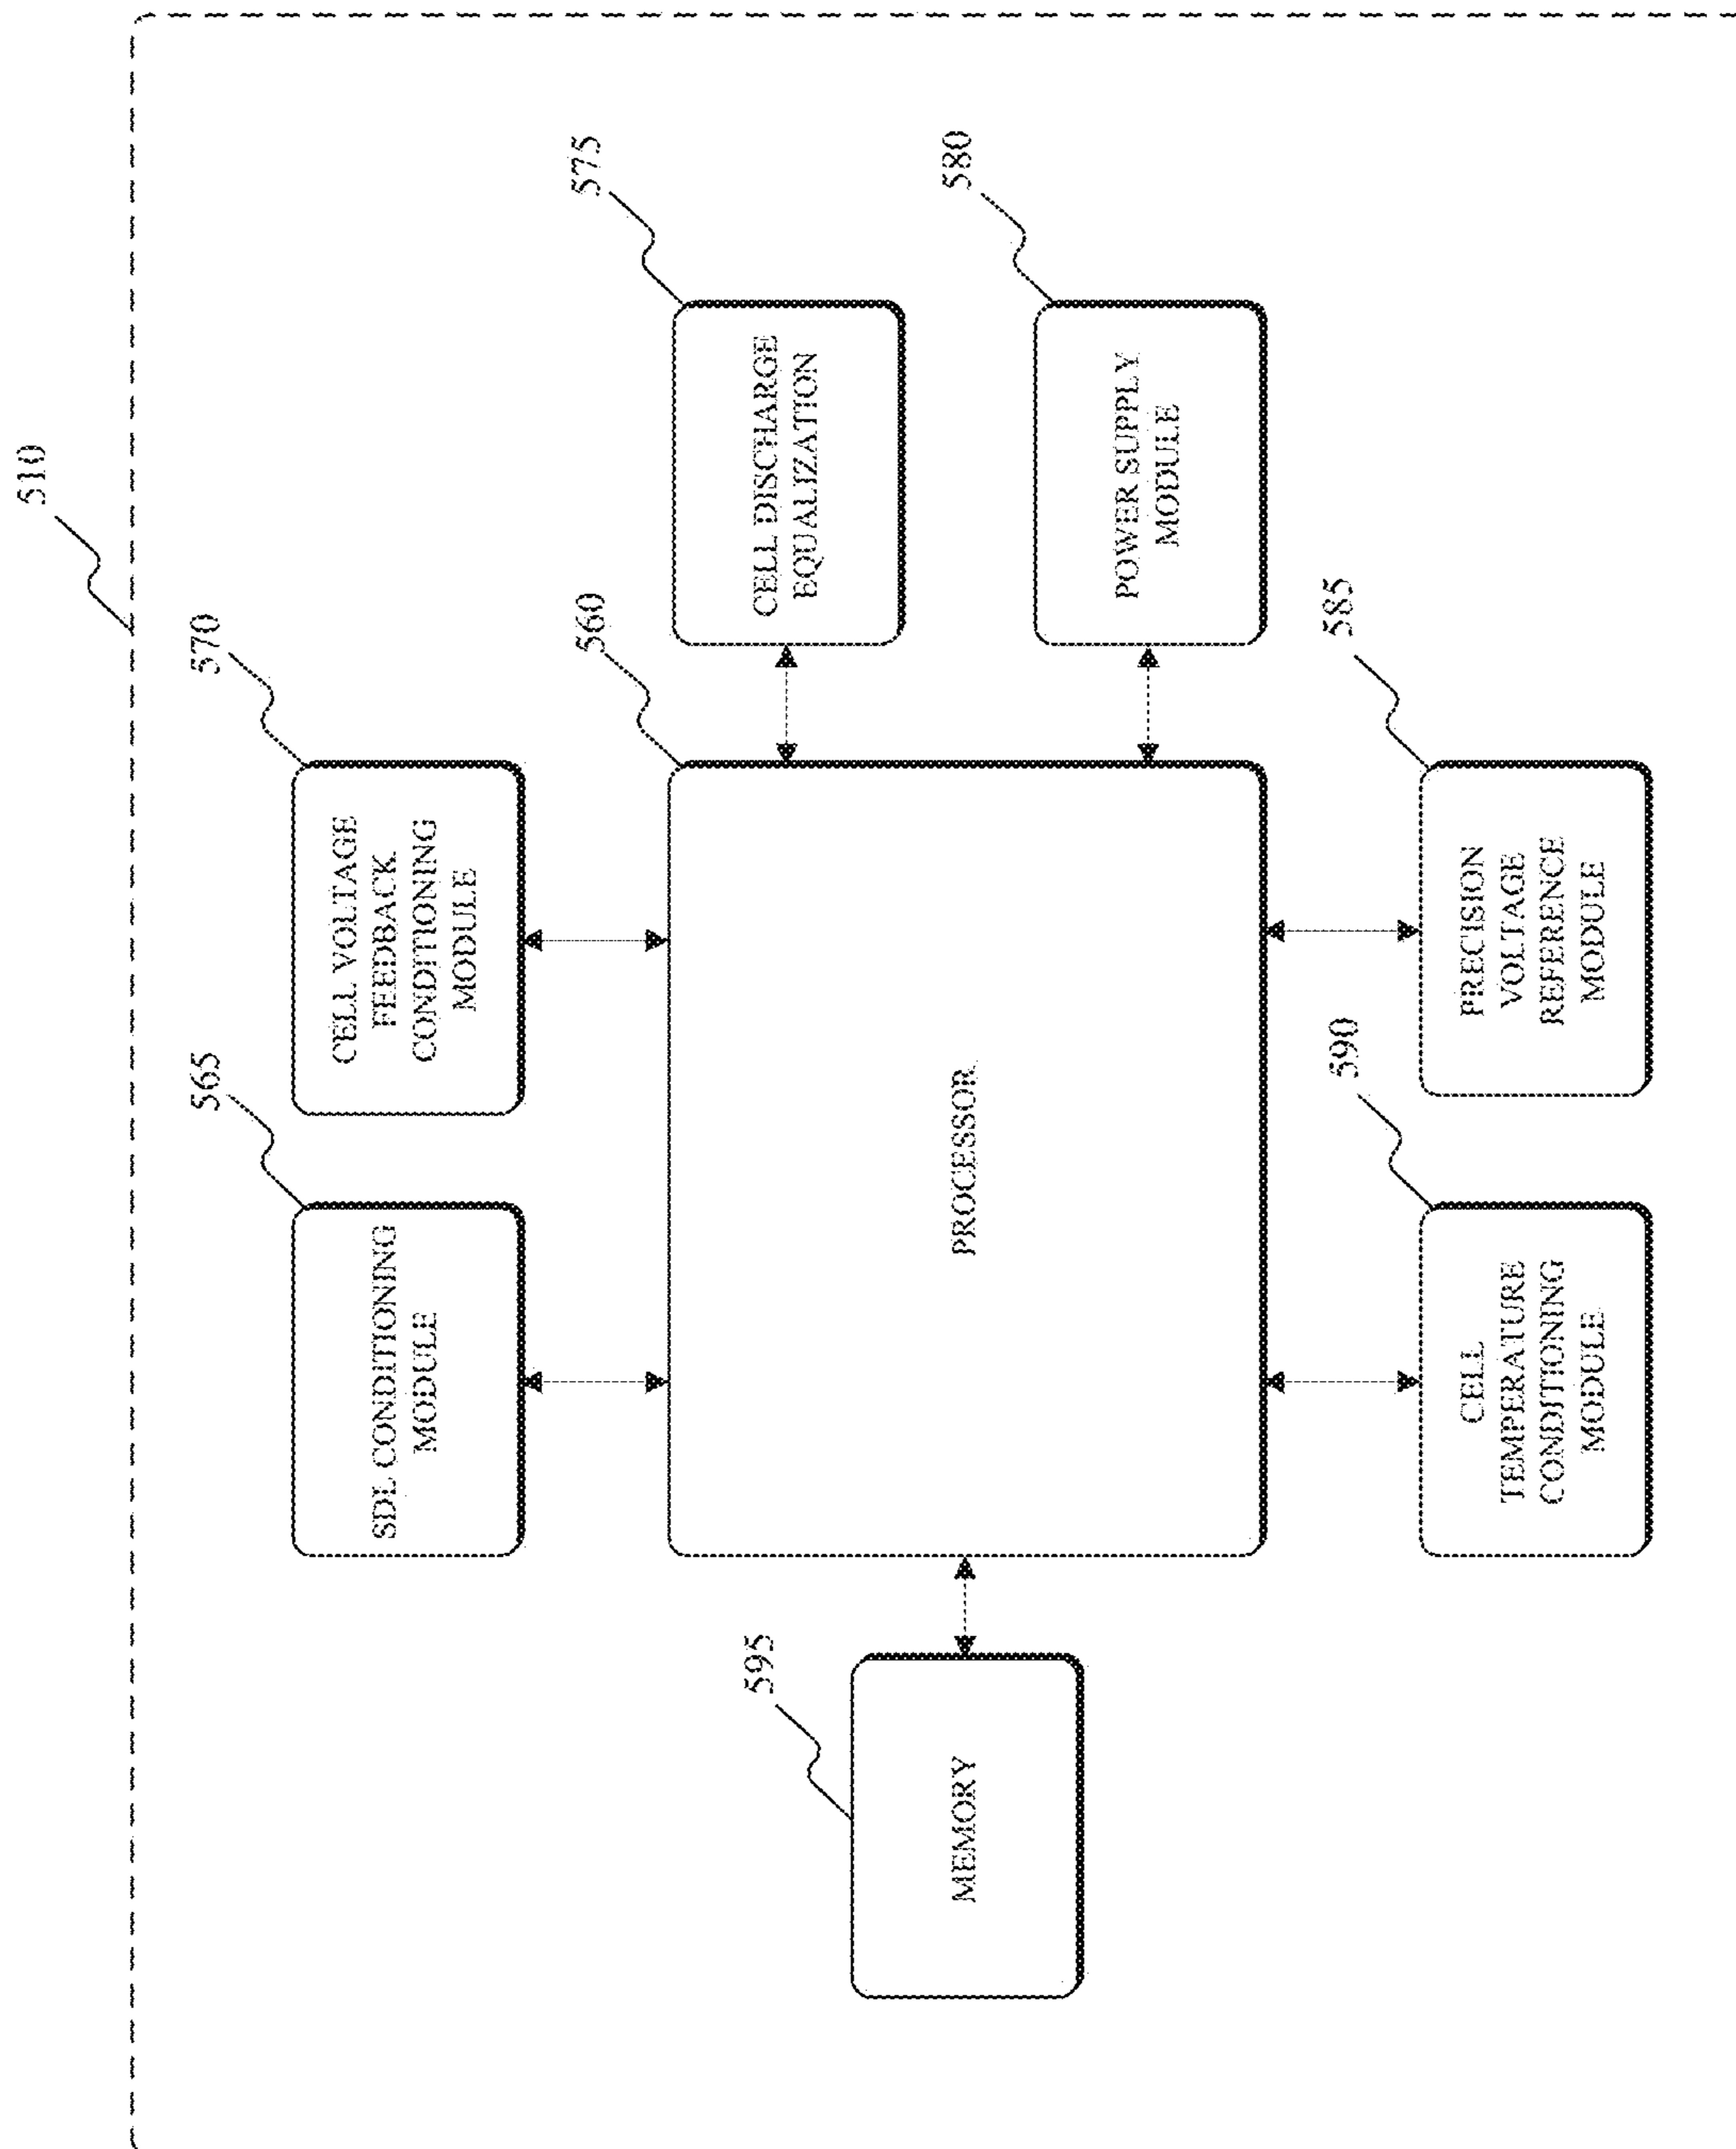 510
565
SDL CONDITIONING
MODULE
570
CELL VOLTAGE
FEEDBACK
CONDITIONING
MODULE
595
MEMORY
560
PROCESSOR
575
CELL DISCHARGE
EQUALIZATION
580
POWER SUPPLY
MODULE
590
CELL
TEMPERATURE
CONDITIONING
MODULE
585
PRECISION
VOLTAGE
REFERENCE
MODULE